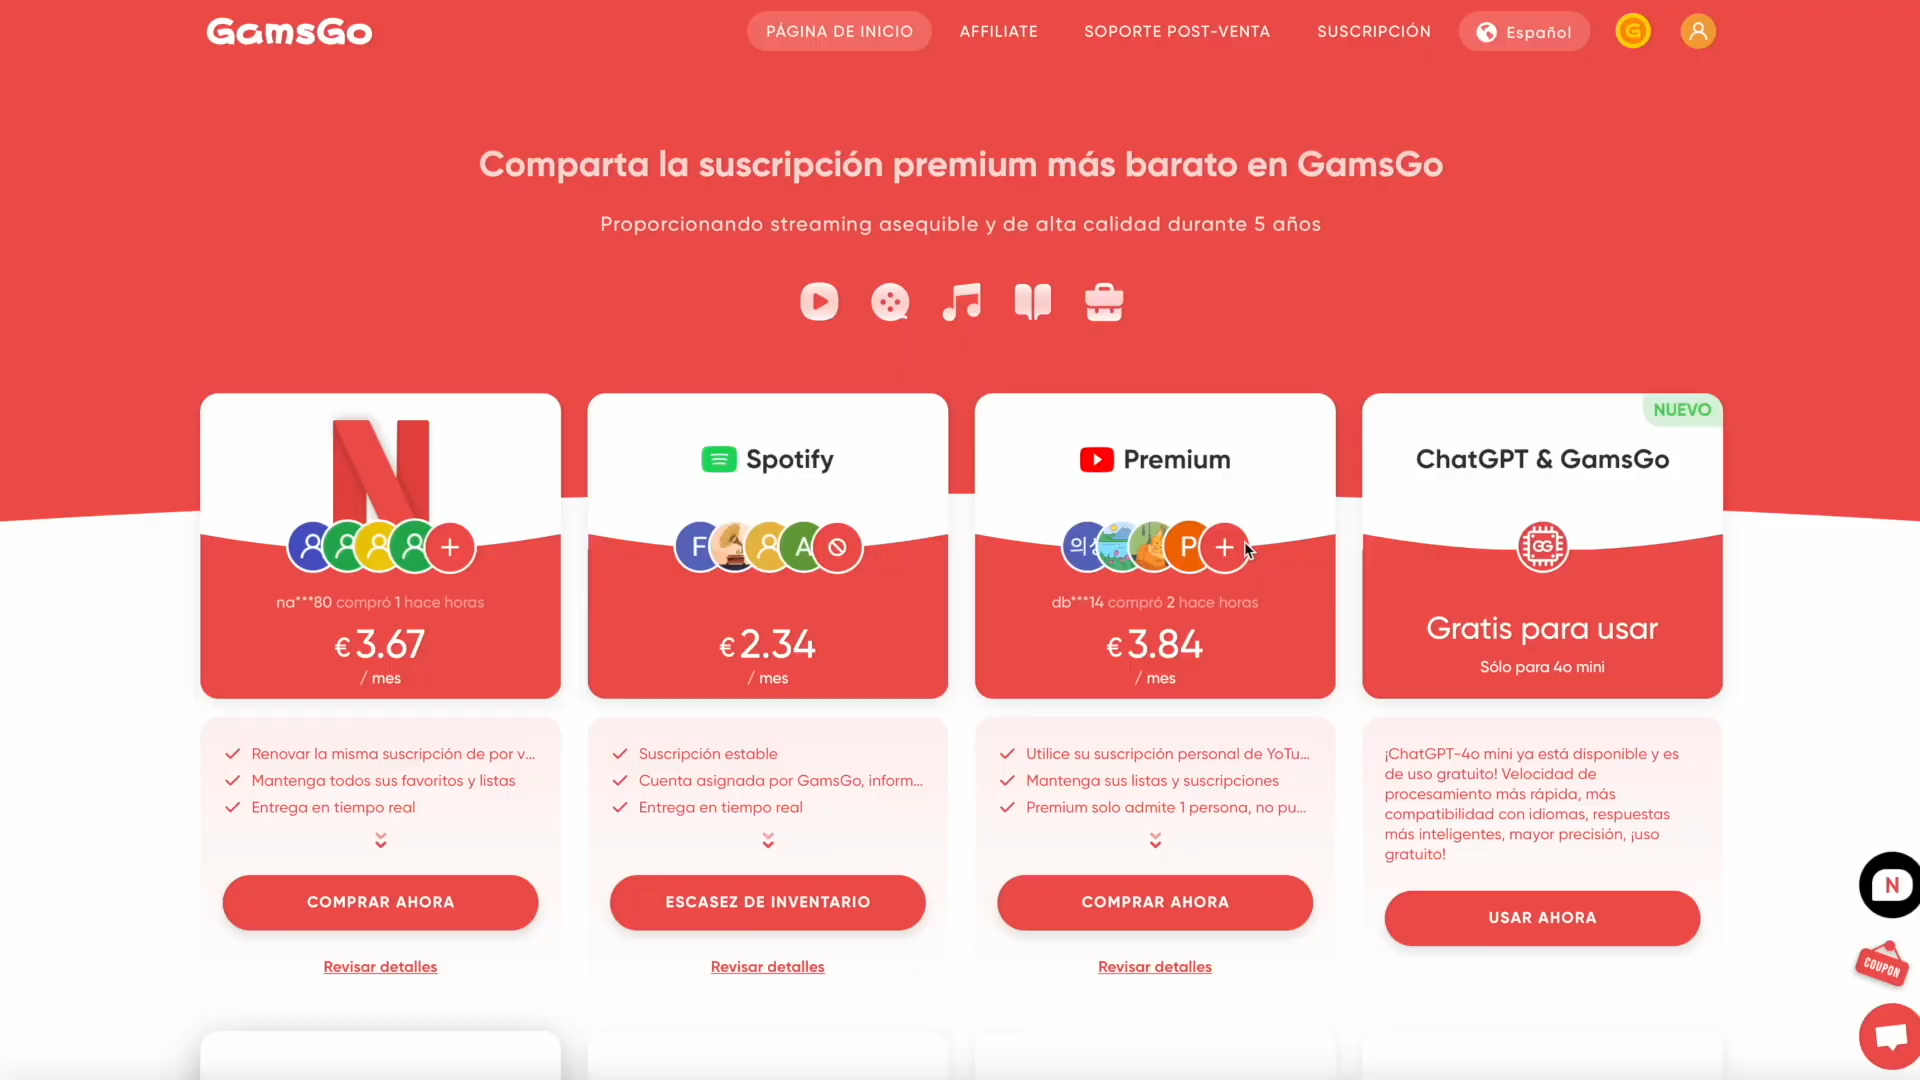 GamsGo
PÁGINA DE INICIO
AFFILIATE
SOPORTE POST-VENTA
SUSCRIPCIÓN
Español
G
Comparta la suscripción premium más barato en GamsGo
Proporcionando streaming asequible y de alta calidad durante 5 años
N
na***80 compró 1 hace horas
€ 3.67
/ mes
Renovar la misma suscripción de por v...
Mantenga todos sus favoritos y listas
Entrega en tiempo real
COMPRAR AHORA
Revisar detalles
Spotify
F
A
€ 2.34
/ mes
Suscripción estable
Cuenta asignada por GamsGo, inform...
Entrega en tiempo real
ESCASEZ DE INVENTARIO
Revisar detalles
Premium
P
db***14 compró 2 hace horas
€ 3.84
/ mes
Utilice su suscripción personal de YoTu...
Mantenga sus listas y suscripciones
Premium solo admite 1 persona, no pu...
COMPRAR AHORA
Revisar detalles
NUEVO
ChatGPT & GamsGo
GG
Gratis para usar
Sólo para 4o mini
¡ChatGPT-4o mini ya está disponible y es
de uso gratuito! Velocidad de
procesamiento más rápida, más
compatibilidad con idiomas, respuestas
más inteligentes, mayor precisión, ¡uso
gratuito!
USAR AHORA
N
COUPON